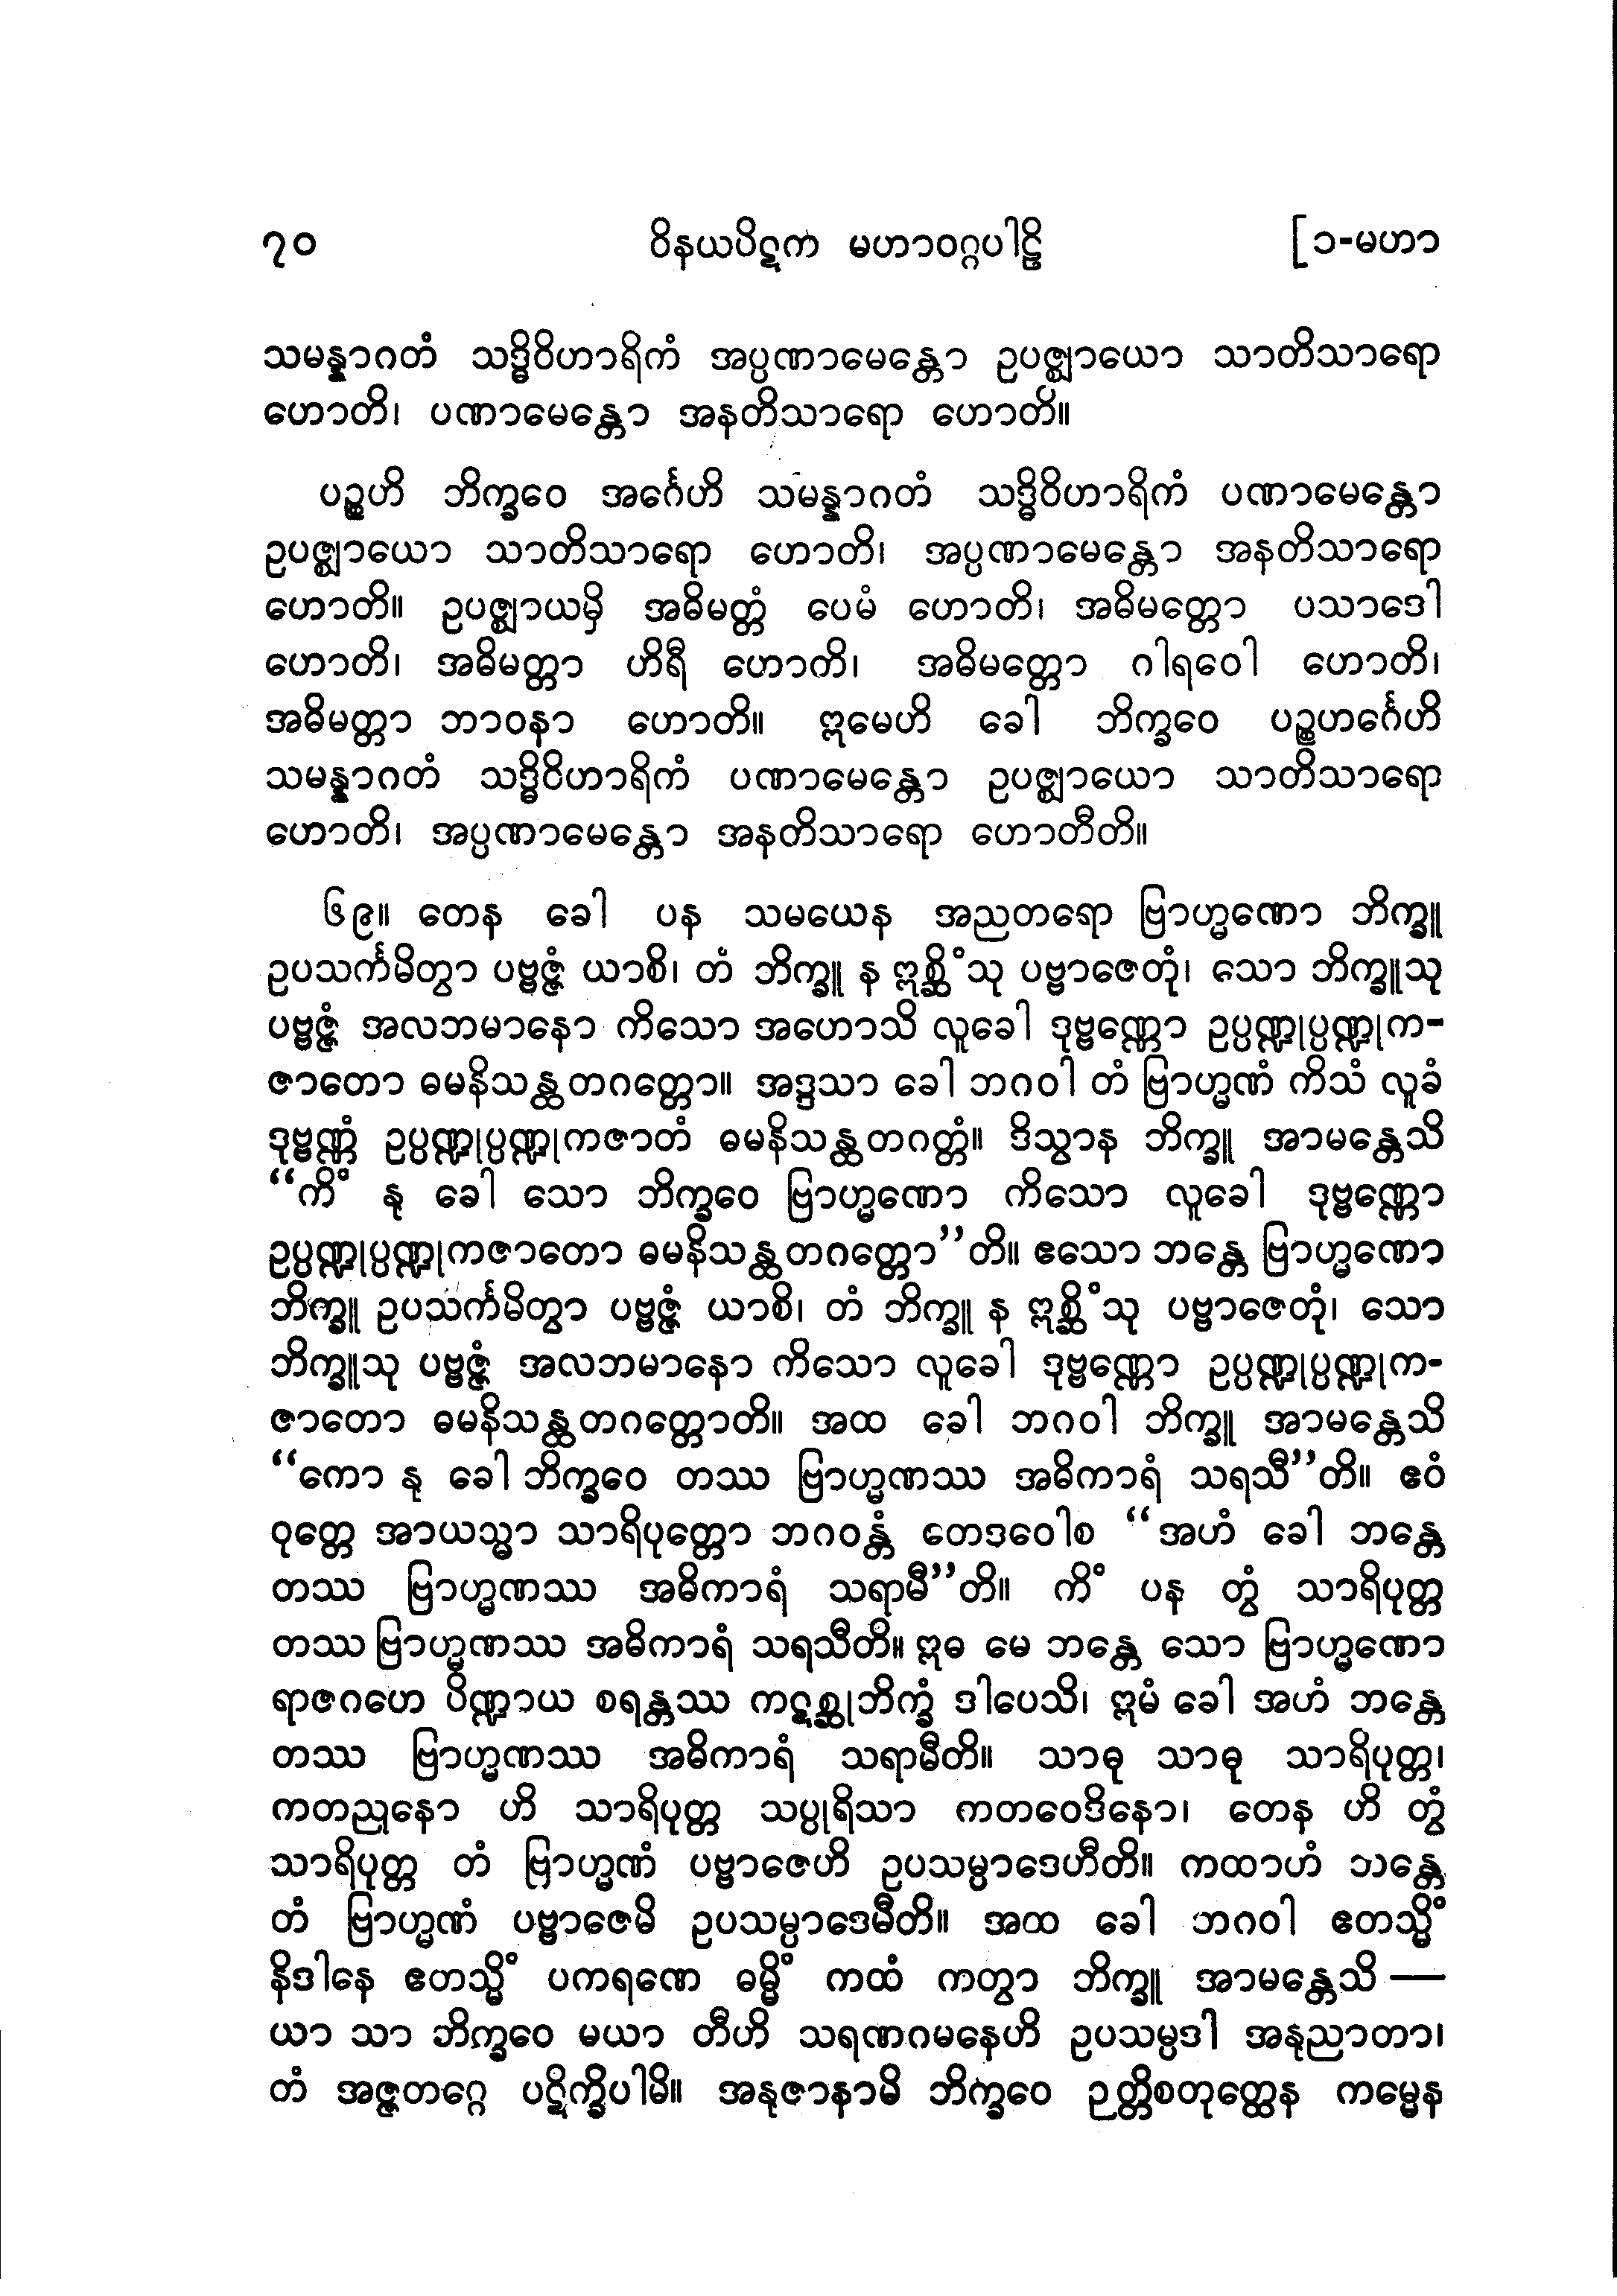 ၇၀ ဝိနယပိဋက မဟာဝဂ္ဂပါဠိ [၁-မဟာ
သမန္နာဂတံ သဒ္ဓိဝိဟာရိကံ အပ္ပဏာမေန္တော ဥပဇ္ဈာယော သာတိသာရော
ဟောတိ၊ ပဏာမေန္တော အနတိသာရော ဟောတိ။
ပဉ္စဟိ ဘိက္ခဝေ အင်္ဂေဟိ သမန္နာဂတံ သဒ္ဓိဝိဟာရိကံ ပဏာမေန္တော
ဥပဇ္ဈာယော သာတိသာရော ဟောတိ၊ အပ္ပဏာမေန္တော အနတိသာရော
ဟောတိ။ ဥပဇ္ဈာယမှိ အဓိမတ္တံ ပေမံ ဟောတိ၊ အဓိမတ္တော ပသာဒေါ
ဟောတိ၊ အဓိမတ္တာ ဟိရီ ဟောတိ၊ အဓိမတ္တော ဂါရဝေါ ဟောတိ၊
အဓိမတ္တာ ဘာဝနာ ဟောတိ။ ဣမေဟိ ခေါ ဘိက္ခဝေ ပဉ္စဟင်္ဂေဟိ
သမန္နာဂတံ သဒ္ဓိဝိဟာရိကံ ပဏာမေန္တော ဥပဇ္ဈာယော သာတိသာရော
ဟောတိ၊ အပ္ပဏာမေန္တော အနတိသာရော ဟောတီတိ။
၆၉။ တေန ခေါ ပန သမယေန အညတရော ဗြာဟ္မဏော ဘိက္ခူ
ဥပသင်္ကမိတွာ ပဗ္ဗဇ္ဇံ ယာစိ၊ တံ ဘိက္ခူ န ဣစ္ဆိံသု ပဗ္ဗာဇေတုံ၊ သော ဘိက္ခူသု
ပဗ္ဗဇ္ဇံ အလဘမာနော ကိသော အဟောသိ လူခေါ ဒုဗ္ဗဏ္ဏော ဥပ္ပဏ္ဍုပ္ပဏ္ဍုက-
ဇာတော ဓမနိသန္ထတဂတ္တော။ အဒ္ဒသာ ခေါ ဘဂဝါ တံ ဗြာဟ္မဏံ ကိသံ လူခံ
ဒုဗ္ဗဏ္ဏံ ဥပ္ပဏ္ဍုပ္ပဏ္ဍုကဇာတံ ဓမနိသန္ထတဂတ္တံ။ ဒိသွာန ဘိက္ခူ အာမန္တေသိ
“ကိံ နု ခေါ သော ဘိက္ခဝေ ဗြာဟ္မဏော ကိသော လူခေါ ဒုဗ္ဗဏ္ဏော
ဥပ္ပဏ္ဍုပ္ပဏ္ဍုကဇာတော ဓမနိသန္ထတဂတ္တော”တိ။ ဧသော ဘန္တေ ဗြာဟ္မဏော
ဘိက္ခူ ဥပသင်္ကမိတွာ ပဗ္ဗဇ္ဇံ ယာစိ၊ တံ ဘိက္ခူ န ဣစ္ဆိံသု ပဗ္ဗာဇေတုံ၊ သော
ဘိက္ခူသု ပဗ္ဗဇ္ဇံ အလဘမာနော ကိသော လူခေါ ဒုဗ္ဗဏ္ဏော ဥပ္ပဏ္ဍုပ္ပဏ္ဍုက-
ဇာတော ဓမနိသန္ထတဂတ္တောတိ။ အထ ခေါ ဘဂဝါ ဘိက္ခူ အာမန္တေသိ
“ကော နု ခေါ ဘိက္ခဝေ တဿ ဗြာဟ္မဏဿ အဓိကာရံ သရသီ”တိ။ ဧဝံ
ဝုတ္တေ အာယသ္မာ သာရိပုတ္တော ဘဂဝန္တံ တေဒဝေါစ “အဟံ ခေါ ဘန္တေ
တဿ ဗြာဟ္မဏဿ အဓိကာရံ သရာမီ”တိ။ ကိံ ပန တွံ သာရိပုတ္တ
တဿ ဗြာဟ္မဏဿ အဓိကာရံ သရသီတိ။ ဣဓ မေ ဘန္တေ သော ဗြာဟ္မဏော
ရာဇဂဟေ ပိဏ္ဍာယ စရန္တဿ ကဋစ္ဆုဘိက္ခံ ဒါပေသိ၊ ဣမံ ခေါ အဟံ ဘန္တေ
တဿ ဗြာဟ္မဏဿ အဓိကာရံ သရာမီတိ။ သာဓု သာဓု သာရိပုတ္တ၊
ကတညုနော ဟိ သာရိပုတ္တ သပ္ပုရိသာ ကတဝေဒိနော၊ တေန ဟိ တွံ
သာရိပုတ္တ တံ ဗြာဟ္မဏံ ပဗ္ဗာဇေဟိ ဥပသမ္ပာဒေဟီတိ။ ကထာဟံ ဘန္တေ
တံ ဗြာဟ္မဏံ ပဗ္ဗာဇေမိ ဥပသမ္ပာဒေမီတိ။ အထ ခေါ ဘဂဝါ ဧတသ္မိံ
နိဒါနေ ဧတသ္မိံ ပကရဏေ ဓမ္မိံ ကထံ ကတွာ ဘိက္ခူ အာမန္တေသိ —
ယာ သာ ဘိက္ခဝေ မယာ တီဟိ သရဏဂမနေဟိ ဥပသမ္ပဒါ အနုညာတာ၊
တံ အဇ္ဇတဂ္ဂေ ပဋိက္ခိပါမိ။ အနုဇာနာမိ ဘိက္ခဝေ ဉတ္တိစတုတ္ထေန ကမ္မေန